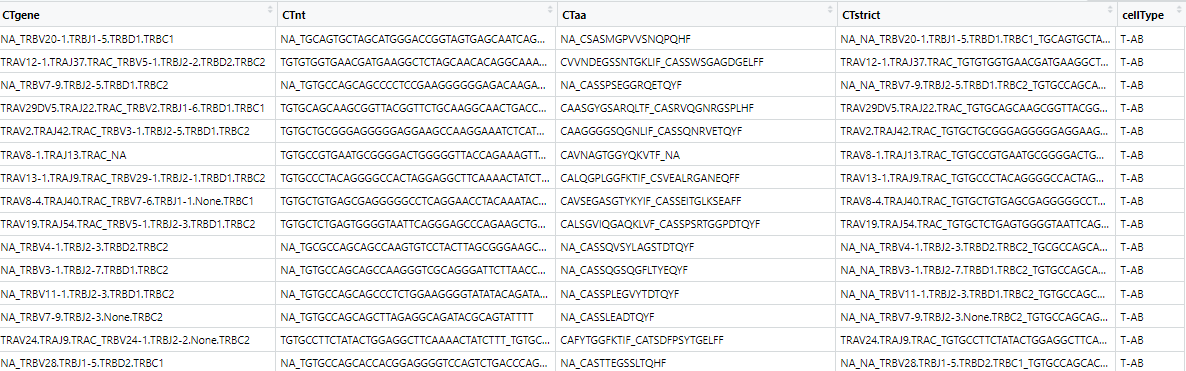 CTgene CTnt CTaa CTstrict cellType
NA_TRBV20-1.TRBJ1-5.TRBD1.TRBC1 NA_TGCAGTGCTAGCATGGGACCGGTAGTGAGCAATCAG... NA_CSASMGPVVSNQPQHF NA_NA_TRBV20-1.TRBJ1-5.TRBD1.TRBC1_TGCAGTGCTA... T-AB
TRAV12-1.TRAJ37.TRAC_TRBV5-1.TRBJ2-2.TRBD2.TRBC2 TGTGTGGTGAACGATGAAGGCTCTAGCAACACAGGCAAA... CVVNDEGSSNTGKLIF_CASSWSGAGDGELFF TRAV12-1.TRAJ37.TRAC_TGTGTGGTGAACGATGAAGGCT... T-AB
NA_TRBV7-9.TRBJ2-5.TRBD1.TRBC2 NA_TGTGCCAGCAGCCCCTCCGAAGGGGGGAGACAAGA... NA_CASSPSEGGRQETQYF NA_NA_TRBV7-9.TRBJ2-5.TRBD1.TRBC2_TGTGCCAGCA... T-AB
TRAV29DV5.TRAJ22.TRAC_TRBV2.TRBJ1-6.TRBD1.TRBC1 TGTGCAGCAAGCGGTTACGGTTCTGCAAGGCAACTGACC... CAASGYGSARQLTF_CASRVQGNRGSPLHF TRAV29DV5.TRAJ22.TRAC_TGTGCAGCAAGCGGTTACGG... T-AB
TRAV2.TRAJ42.TRAC_TRBV3-1.TRBJ2-5.TRBD1.TRBC2 TGTGCTGCGGGAGGGGGAGGAAGCCAAGGAAATCTCAT... CAAGGGGSQGNLIF_CASSQNRVETQYF TRAV2.TRAJ42.TRAC_TGTGCTGCGGGAGGGGGAGGAAG... T-AB
TRAV8-1.TRAJ13.TRAC_NA TGTGCCGTGAATGCGGGGACTGGGGGTTACCAGAAAGTT... CAVNAGTGGYQKVTF_NA TRAV8-1.TRAJ13.TRAC_TGTGCCGTGAATGCGGGGACTG... T-AB
TRAV13-1.TRAJ9.TRAC_TRBV29-1.TRBJ2-1.TRBD1.TRBC2 TGTGCCCTACAGGGGCCACTAGGAGGCTTCAAAACTATCT... CALQGPLGGFKTIF_CSVEALRGANEQFF TRAV13-1.TRAJ9.TRAC_TGTGCCCTACAGGGGCCACTAG... T-AB
TRAV8-4.TRAJ40.TRAC_TRBV7-6.TRBJ1-1.None.TRBC1 TGTGCTGTGAGCGAGGGGGCCTCAGGAACCTACAAATAC... CAVSEGASGTYKYIF_CASSEITGLKSEAFF TRAV8-4.TRAJ40.TRAC_TGTGCTGTGAGCGAGGGGGCCT... T-AB
TRAV19.TRAJ54.TRAC_TRBV5-1.TRBJ2-3.TRBD1.TRBC2 TGTGCTCTGAGTGGGGTAATTCAGGGAGCCCAGAAGCTG... CALSGVIQGAQKLVF_CASSPSRTGGPDTQYF TRAV19.TRAJ54.TRAC_TGTGCTCTGAGTGGGGTAATTCAG... T-AB
NA_TRBV4-1.TRBJ2-3.TRBD2.TRBC2 NA_TGCGCCAGCAGCCAAGTGTCCTACTTAGCGGGAAGC... NA_CASSQVSYLAGSTDTQYF NA_NA_TRBV4-1.TRBJ2-3.TRBD2.TRBC2_TGCGCCAGCA... T-AB
NA_TRBV3-1.TRBJ2-7.TRBD1.TRBC2 NA_TGTGCCAGCAGCCAAGGGTCGCAGGGATTCTTAACC... NA_CASSQGSQGFLTYEQYF NA_NA_TRBV3-1.TRBJ2-7.TRBD1.TRBC2_TGTGCCAGCA... T-AB
NA_TRBV11-1.TRBJ2-3.TRBD1.TRBC2 NA_TGTGCCAGCAGCCCTCTGGAAGGGGTATATACAGATA... NA_CASSPLEGVYTDTQYF NA_NA_TRBV11-1.TRBJ2-3.TRBD1.TRBC2_TGTGCCAGC... T-AB
NA_TRBV7-9.TRBJ2-3.None.TRBC2 NA_TGTGCCAGCAGCTTAGAGGCAGATACGCAGTATTTT NA_CASSLEADTQYF NA_NA_TRBV7-9.TRBJ2-3.None.TRBC2_TGTGCCAGCAG... T-AB
TRAV24.TRAJ9.TRAC_TRBV24-1.TRBJ2-2.None.TRBC2 TGTGCCTTCTATACTGGAGGCTTCAAAACTATCTTT_TGTGC... CAFYTGGFKTIF_CATSDFPSYTGELFF TRAV24.TRAJ9.TRAC_TGTGCCTTCTATACTGGAGGCTTCA... T-AB
NA_TRBV28.TRBJ1-5.TRBD2.TRBC1 NA_TGTGCCAGCACCACGGAGGGGTCCAGTCTGACCCAG... NA_CASTTEGSSLTQHF NA_NA_TRBV28.TRBJ1-5.TRBD2.TRBC1_TGTGCCAGCAC... T-AB